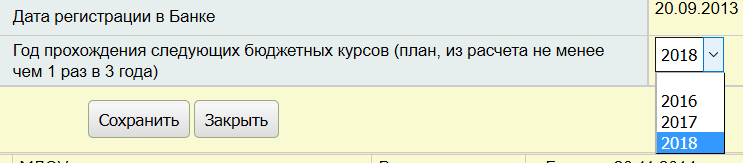 Дата регистрации в Банке
20.09.2013
Год прохождения следующих бюджетных курсов (план, из расчета не менее
чем 1 раз в 3 года)
2018
2016
2017
2018
Сохранить Закрыть